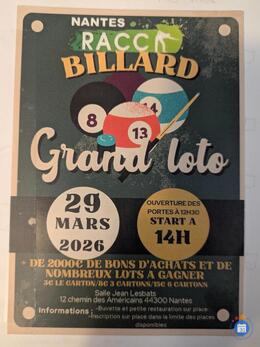 NANTES
RACC
BILLARD
8
14
13
Grand loto
29
MARS
2026
OUVERTURE DES
PORTES À 12H30
START A
14H
+ DE 2000€ DE BONS D'ACHATS ET DE
NOMBREUX LOTS A GAGNER
3€ LE CARTON/8€ 3 CARTONS/15€ 6 CARTONS
Salle Jean Lesbats
12 chemin des Américains 44300 Nantes
Informations :
-Buvette et petite restauration sur place
-Inscription sur place dans la limite des places
disponibles